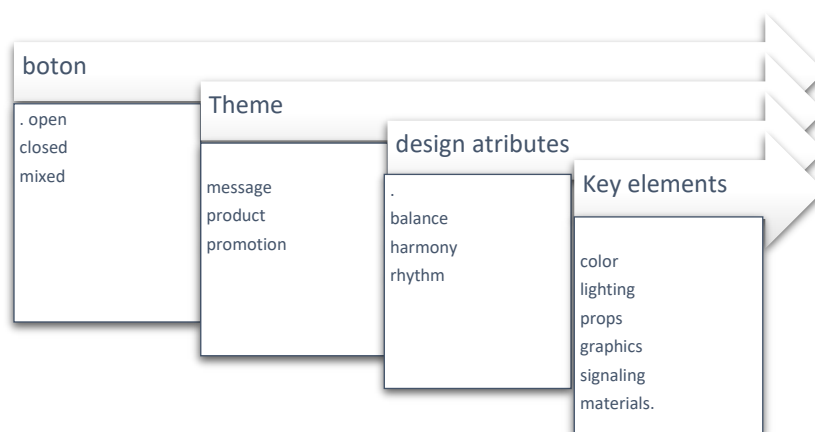 boton
. open
closed
mixed
Theme
message
product
promotion
design atributes
.
balance
harmony
rhythm
Key elements
color
lighting
props
graphics
signaling
materials.